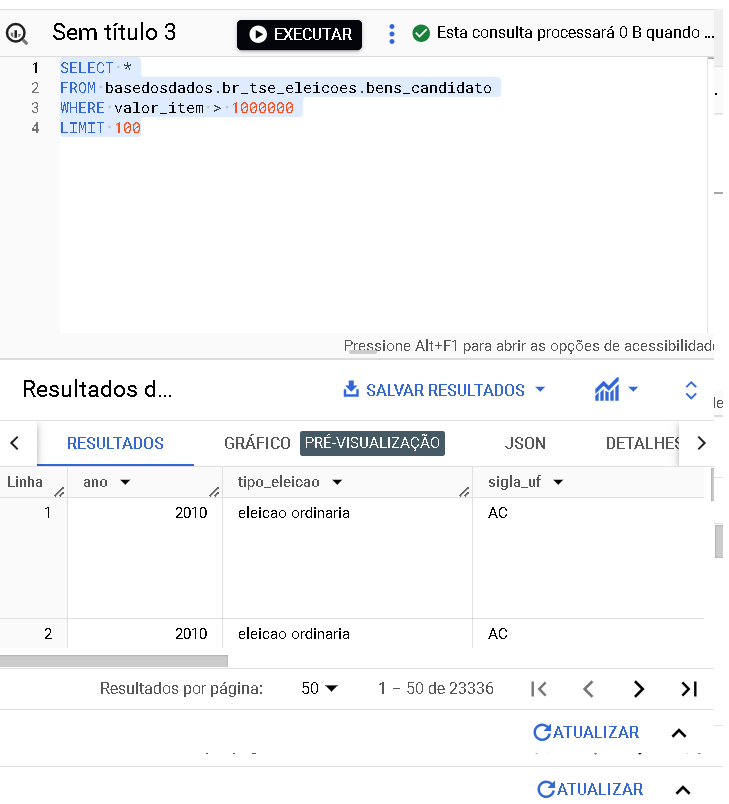 Sem título 3
EXECUTAR
Esta consulta processará 0 B quando ...
1 SELECT *
2 FROM basedosdados.br_tse_eleicoes.bens_candidato
3 WHERE valor_item > 1000000
4 LIMIT 100
Pressione Alt+F1 para abrir as opções de acessibilidad
Resultados d...
SALVAR RESULTADOS
RESULTADOS
GRÁFICO PRÉ-VISUALIZAÇÃO
JSON
DETALHES
Linha ano tipo_eleicao sigla_uf
1 2010 eleicao ordinaria AC
2 2010 eleicao ordinaria AC
Resultados por página: 50 1 – 50 de 23336
ATUALIZAR
ATUALIZAR